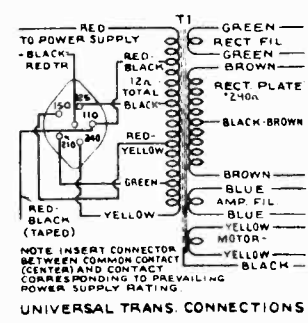 T1
RED
TO POWER SUPPLY
GREEN
RECT FIL
GREEN
BLACK-
RED TR
RED-
BLACK
BROWN
12Ω
TOTAL
RECT. PLATE
*240Ω
150
125
110
BLACK
BLACK-BROWN
210
240
RED-
YELLOW
GREEN
BROWN
BLUE
AMP. FIL
BLUE
RED-
BLACK
(TAPED)
YELLOW
YELLOW
MOTOR-
YELLOW
BLACK
NOTE INSERT CONNECTOR
BETWEEN COMMON CONTACT
(CENTER) AND CONTACT
CORRESPONDING TO PREVAILING
POWER SUPPLY RATING.
UNIVERSAL TRANS. CONNECTIONS